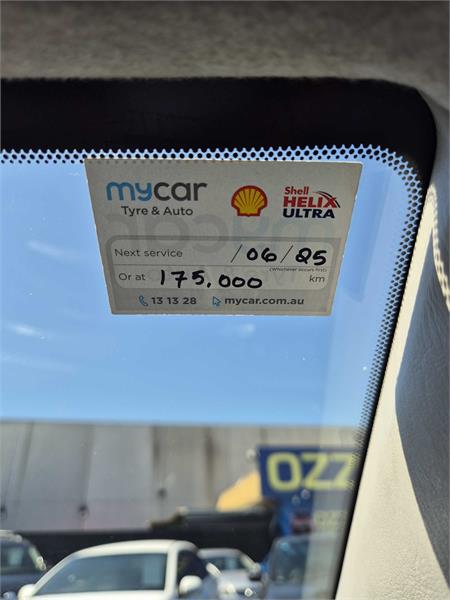 mycar
Tyre & Auto
Shell
HELIX
ULTRA
Next service /06/25
(Whichever occurs first)
Or at 175,000 km
13 13 28 mycar.com.au
OZZ
OZZ